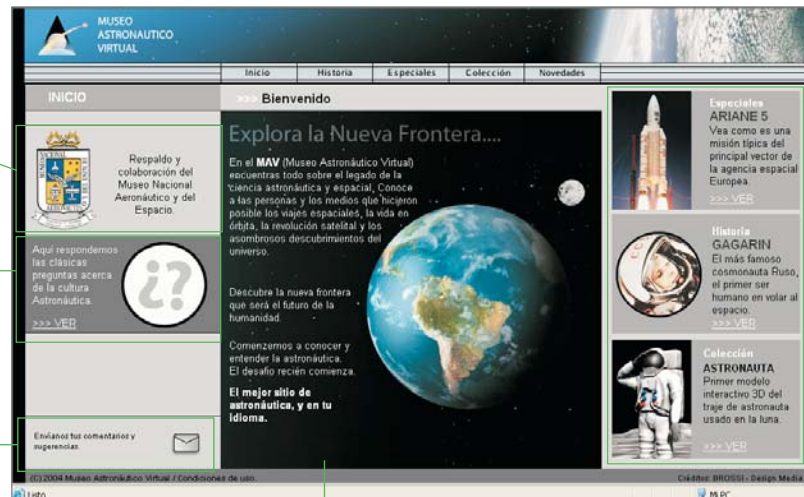 MUSEO
ASTRONAUTICO
VIRTUAL
Inicio
Historia
Especiales
Colección
Novedades
INICIO
>>> Bienvenido
Respaldo y
colaboración del
Museo Nacional
Aeronáutico y del
Espacio.
Aquí respondemos
las clásicas
preguntas acerca
de la cultura
Astronáutica.
>>> VER
¿?
Envíanos tus comentarios y
sugerencias.
Explora la Nueva Frontera....
En el MAV (Museo Astronáutico Virtual)
encuentras todo sobre el legado de la
ciencia astronáutica y espacial, Conoce
a las personas y los medios que hicieron
posible los viajes espaciales, la vida en
órbita, la revolución satelital y los
asombrosos descubrimientos del
universo.
Descubre la nueva frontera
que será el futuro de la
humanidad.
Comenzemos a conocer y
entender la astronáutica.
El desafío recién comienza.
El mejor sitio de
astronáutica, y en tu
idioma.
Especiales
ARIANE 5
Vea como es una
misión típica del
principal vector de
la agencia espacial
Europea.
>>> VER
Historia
GAGARIN
El más famoso
cosmonauta Ruso,
el primer ser
humano en volar al
espacio.
>>> VER
Colección
ASTRONAUTA
Primer modelo
interactivo 3D del
traje de astronauta
usado en la luna.
>>> VER
(C) 2004 Museo Astronáutico Virtual / Condiciones de uso.
Créditos: BROSSI - Design Media
Listo
Mi PC